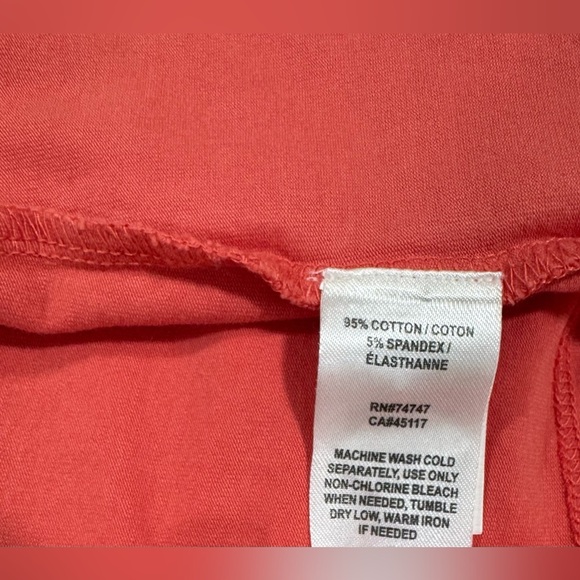 95% COTTON / COTON
5% SPANDEX /
ÉLASTHANNE
RN#74747
CA#45117
MACHINE WASH COLD
SEPARATELY, USE ONLY
NON-CHLORINE BLEACH
WHEN NEEDED, TUMBLE
DRY LOW, WARM IRON
IF NEEDED